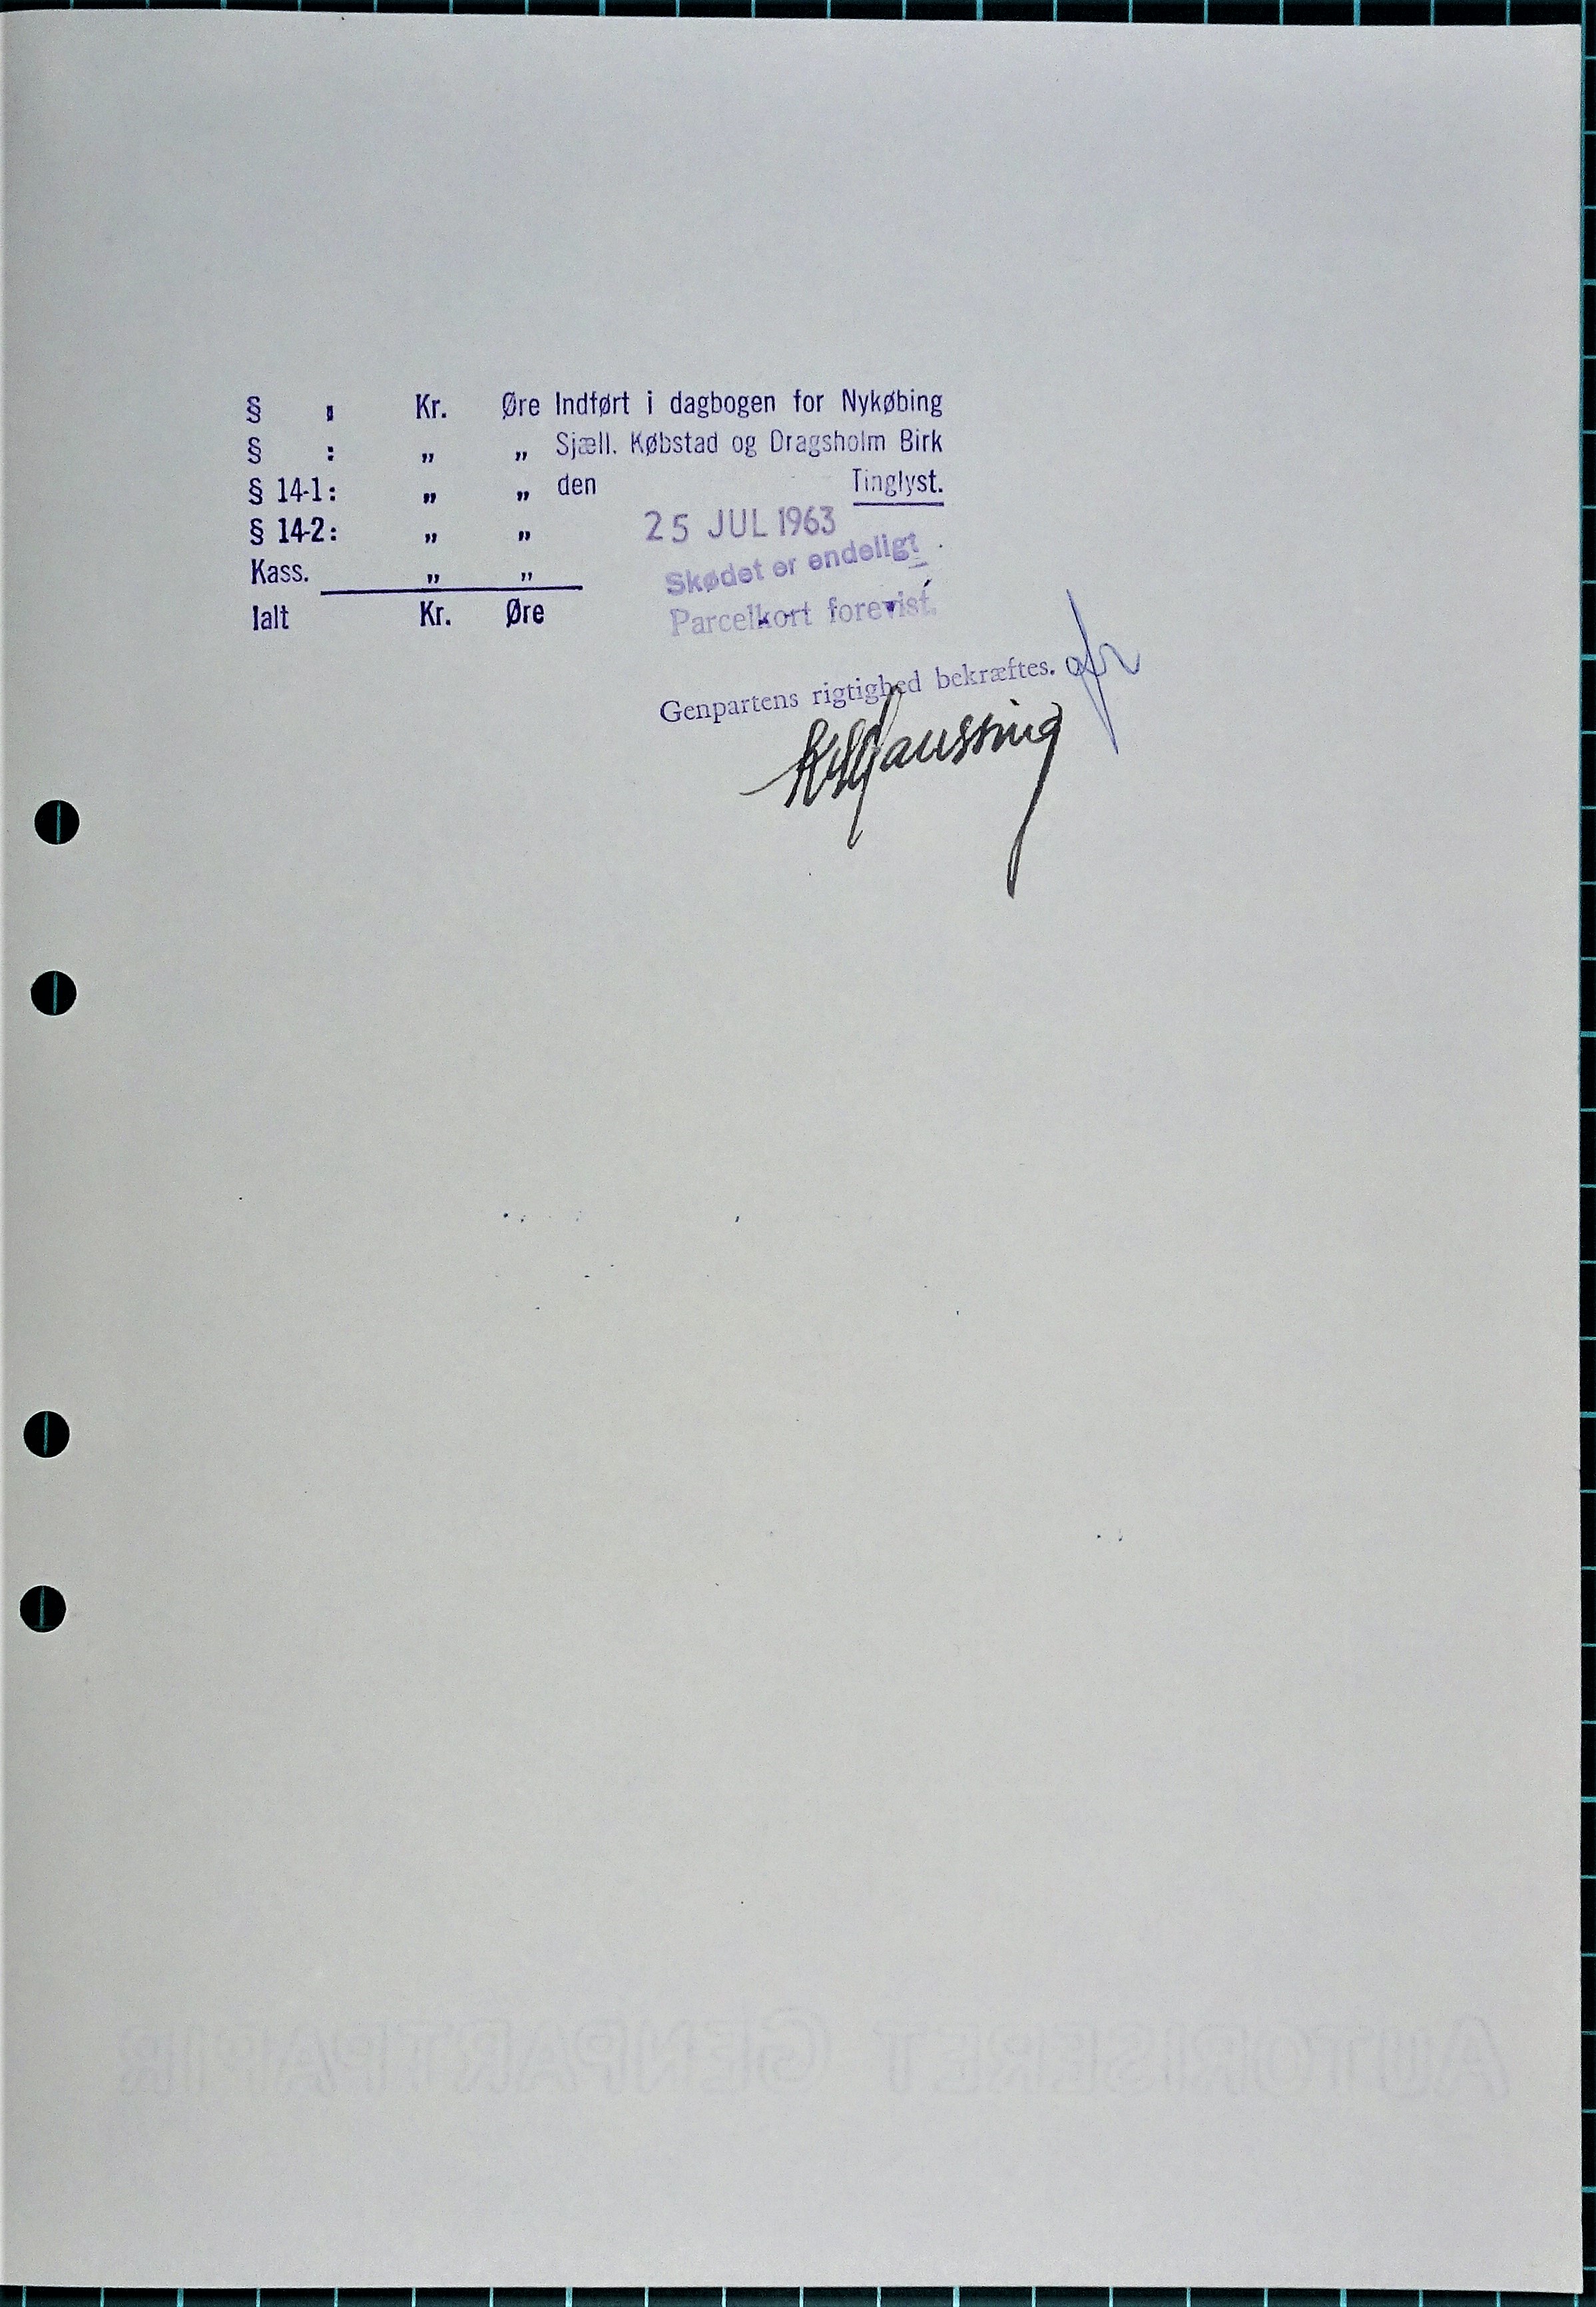 § : Kr. Øre Indført i dagbogen for Nykøbing
§ : „ „ Sjæll. Købstad og Dragsholm Birk
§ 14-1: „ „ den Tinglyst.
§ 14-2: „ „ 25 JUL 1963
Skødet er endeligt
Kass. „ „
Ialt Kr. Øre
Parcelkort forevist.
Genpartens rigtighed bekræftes.
AUTORISERET GENPARTPAPIR